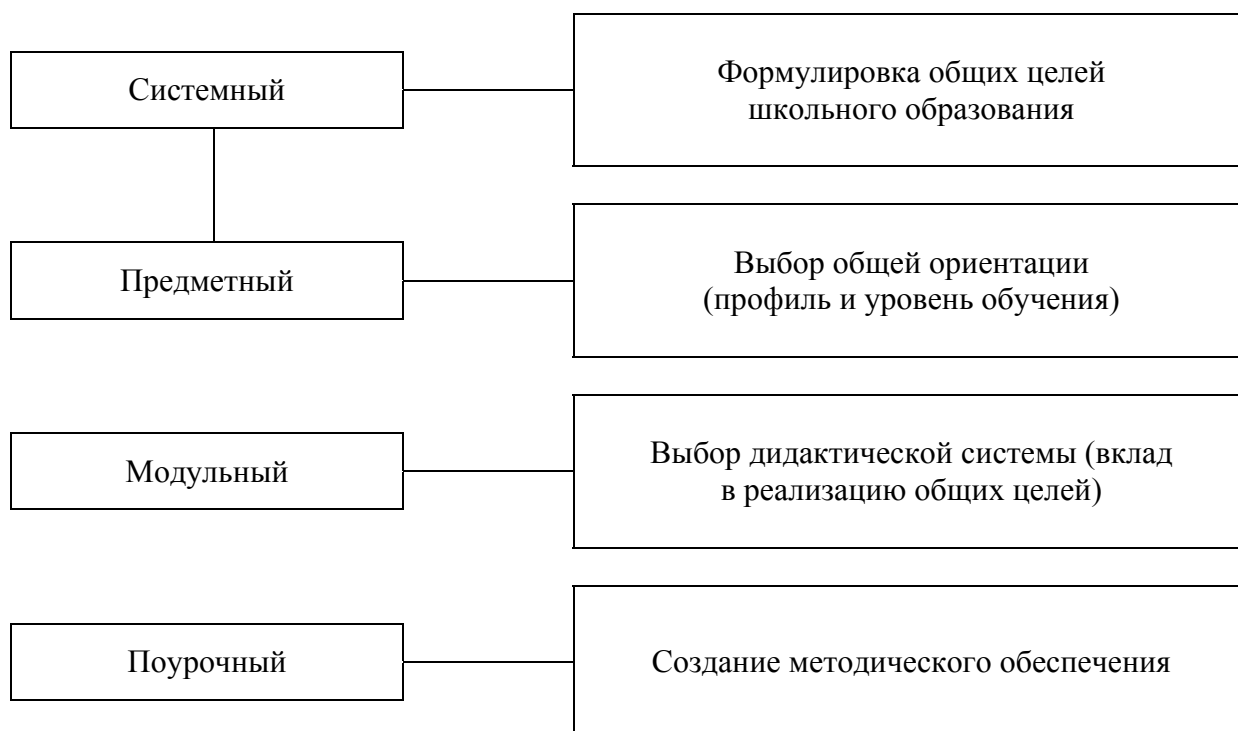 Системный
Формулировка общих целей
школьного образования
Предметный
Выбор общей ориентации
(профиль и уровень обучения)
Модульный
Выбор дидактической системы (вклад
в реализацию общих целей)
Поурочный
Создание методического обеспечения